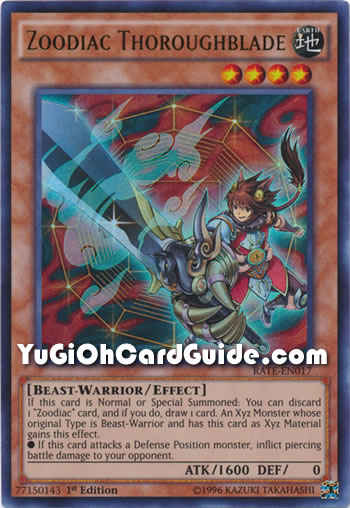 ZOODIAC THOROUGHBLADE
EARTH
地
YuGiOhCardGuide.com
RATE-EN017
[BEAST-WARRIOR/EFFECT]
If this card is Normal or Special Summoned: You can discard
1 "Zoodiac" card, and if you do, draw 1 card. An Xyz Monster whose
original Type is Beast-Warrior and has this card as Xyz Material
gains this effect.
● If this card attacks a Defense Position monster, inflict piercing
battle damage to your opponent.
ATK/1600 DEF/ 0
77150143 1st Edition ©1996 KAZUKI TAKAHASHI